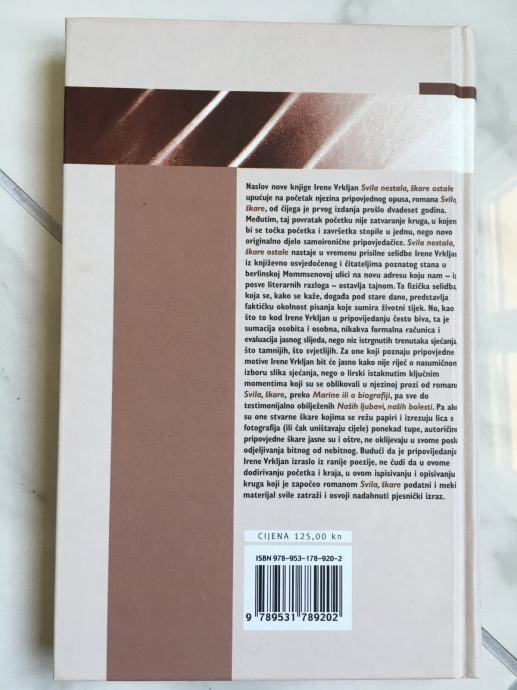 Naslov nove knjige Irene Vrkljan Svila nestala, škare ostale
upućuje na početak njezina pripovjednog opusa, romana Svila,
škare, od čijega je prvog izdanja prošlo dvadeset godina.
Međutim, taj povratak početku nije zatvaranje kruga, u kojem
bi se točka početka i završetka stopile u jednu, nego novo
originalno djelo samoironične pripovjedačice. Svila nestala,
škare ostale nastaje u vremenu prisilne selidbe Irene Vrkljan
iz književno osvjedočenog i čitateljima poznatog stana u
berlinskoj Mommsenovoj ulici na novu adresu koju nam – iz
posve literarnih razloga – ostavlja tajnom. Ta fizička selidba,
koja se, kako se kaže, događa pod stare dane, predstavlja
faktičku okolnost pisanja koje sumira životni tijek. No, kao
što to kod Irene Vrkljan u pripovijedanju često biva, ta je
sumacija osobita i osobna, nikakva formalna računica i
evaluacija jasnog slijeda, nego niz istrgnutih trenutaka sjećanja,
što tamnijih, što svjetlijih. Za one koji poznaju pripovjedne
motive Irene Vrkljan bit će jasno kako nije riječ o nasumičnom
izboru slika sjećanja, nego o lirski istaknutim ključnim
momentima koji su se oblikovali u njezinoj prozi od romana
Svila, škare, preko Marine ili o biografiji, pa sve do
testimonialno obilježenih Naših ljubavi, naših bolesti. Pa ako
su one stvarne škare kojima se režu papiri i izrezuju lica s
fotografija (ili čak uništavaju cijele) ponekad tupe, autoričine
pripovjedne škare jasne su i oštre, ne oklijevaju u svome poslu
odjeljivanja bitnog od nebitnog. Budući da je pripovijedanje
Irene Vrkljan izraslo iz ranije poezije, ne čudi da u ovome
dodirivanju početka i kraja, u ovom ispisivanju i opisivanju
kruga koji je započeo romanom Svila, škare podatni i meki
materijal svile zatraži i osvoji nadahnuti pjesnički izraz.
CIJENA 125,00 kn
ISBN 978-953-178-920-2
9 789531 789202